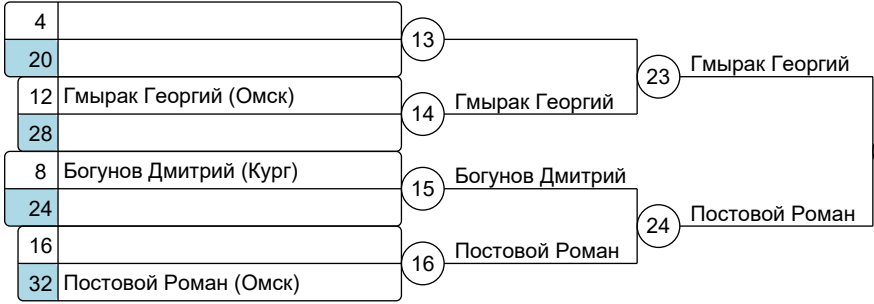 4
13
20
23 Гмырак Георгий
12 Гмырак Георгий (Омск)
14 Гмырак Георгий
28
8 Богунов Дмитрий (Кург)
15 Богунов Дмитрий
24
24 Постовой Роман
16
16 Постовой Роман
32 Постовой Роман (Омск)